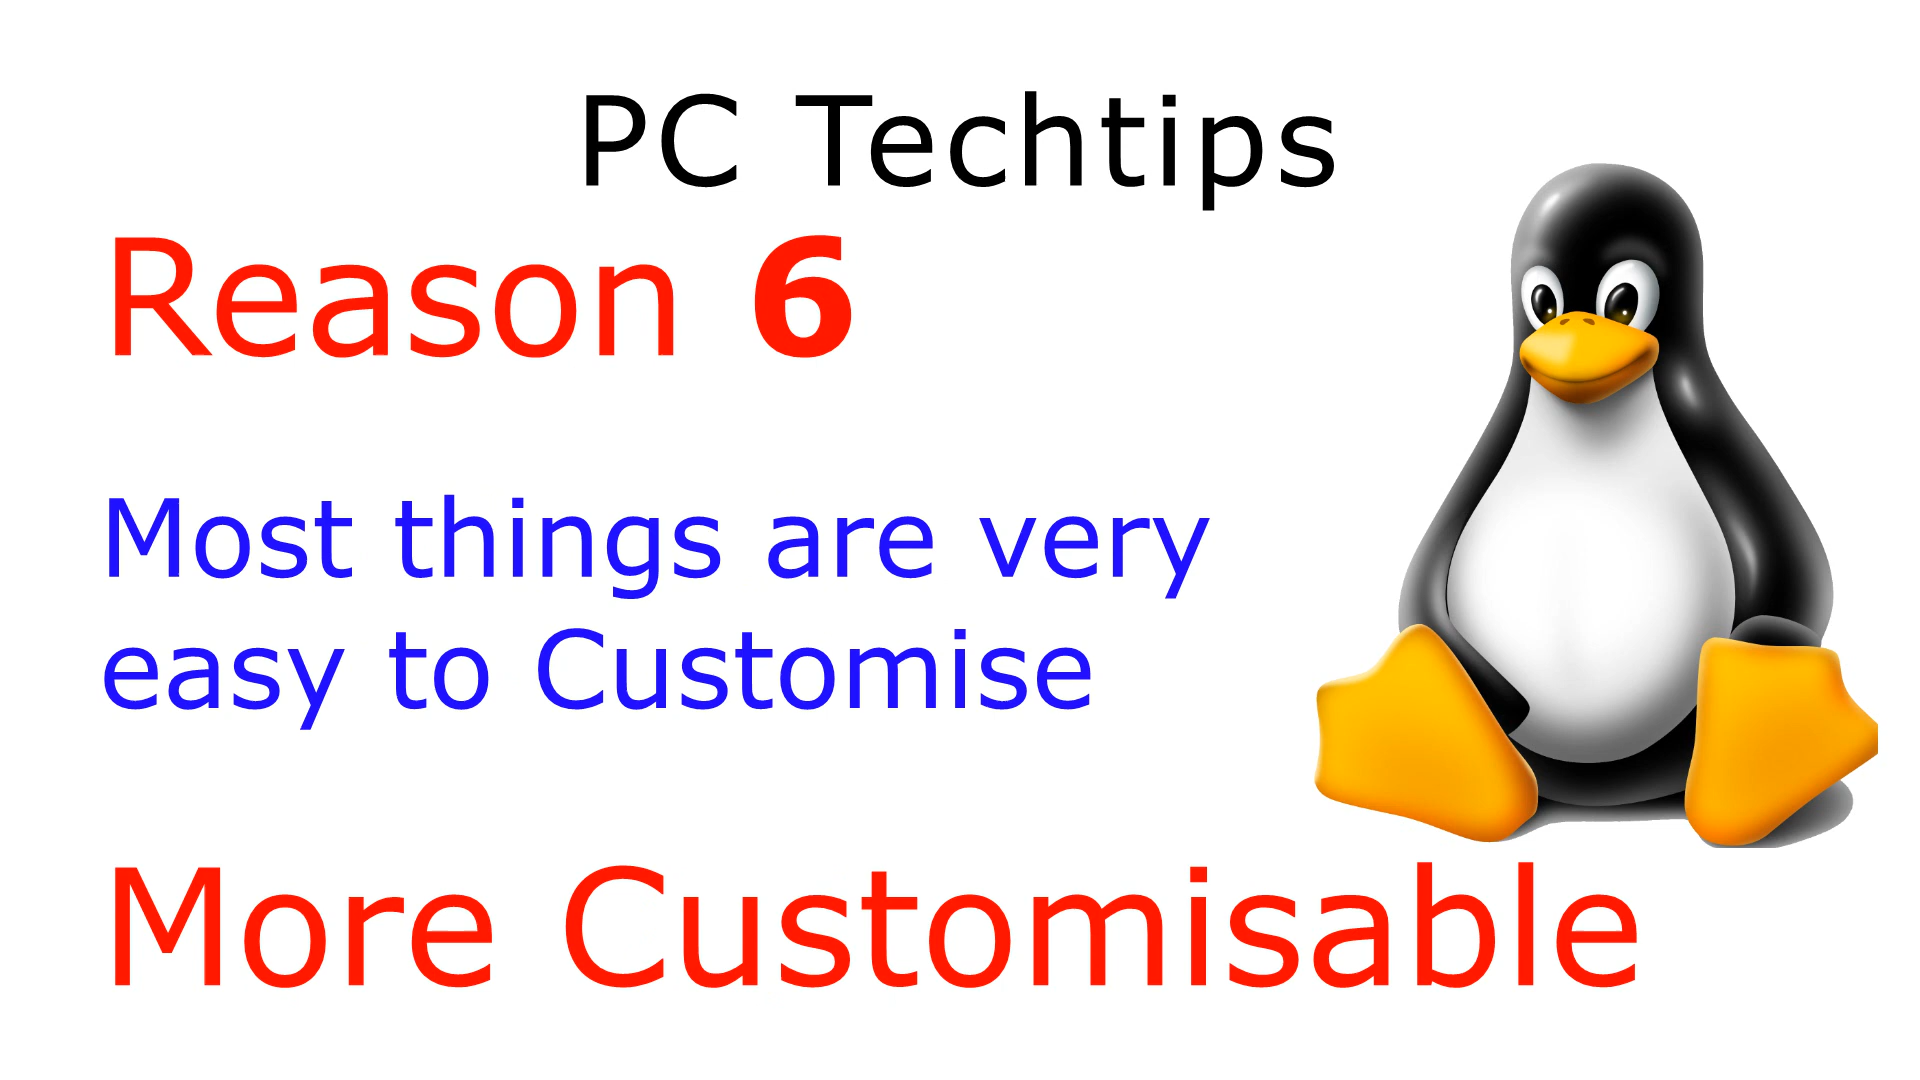 PC Techtips
Reason 6
Most things are very
easy to Customise
More Customisable